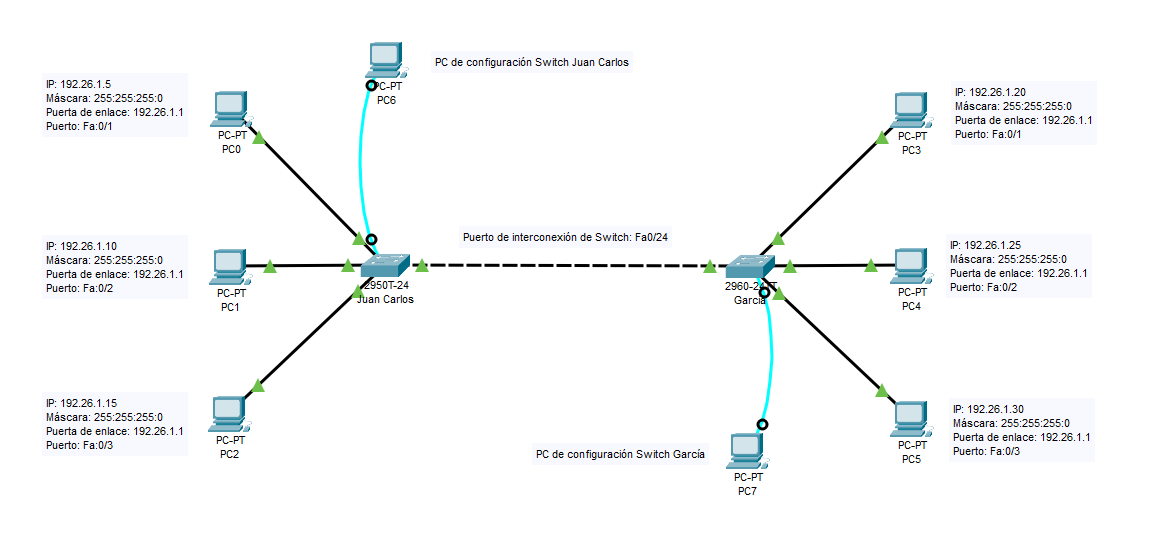 PC-PT
PC6
PC de configuración Switch Juan Carlos
IP: 192.26.1.5
Máscara: 255:255:255:0
Puerta de enlace: 192.26.1.1
Puerto: Fa:0/1
PC-PT
PC0
IP: 192.26.1.20
Máscara: 255:255:255:0
Puerta de enlace: 192.26.1.1
Puerto: Fa:0/1
PC-PT
PC3
IP: 192.26.1.10
Máscara: 255:255:255:0
Puerta de enlace: 192.26.1.1
Puerto: Fa:0/2
PC-PT
PC1
2950T-24
Juan Carlos
Puerto de interconexión de Switch: Fa0/24
2960-24TT
García
IP: 192.26.1.25
Máscara: 255:255:255:0
Puerta de enlace: 192.26.1.1
Puerto: Fa:0/2
PC-PT
PC4
IP: 192.26.1.15
Máscara: 255:255:255:0
Puerta de enlace: 192.26.1.1
Puerto: Fa:0/3
PC-PT
PC2
PC de configuración Switch García
PC-PT
PC7
IP: 192.26.1.30
Máscara: 255:255:255:0
Puerta de enlace: 192.26.1.1
Puerto: Fa:0/3
PC-PT
PC5